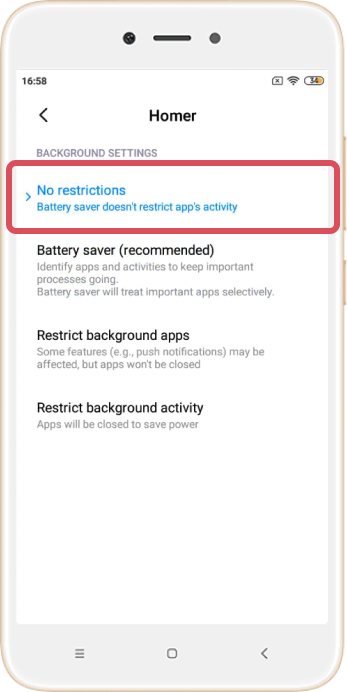 16:58
34
Homer
BACKGROUND SETTINGS
No restrictions
Battery saver doesn't restrict app's activity
Battery saver (recommended)
Identify apps and activities to keep important
processes going.
Battery saver will treat important apps selectively.
Restrict background apps
Some features (e.g., push notifications) may be
affected, but apps won't be closed
Restrict background activity
Apps will be closed to save power